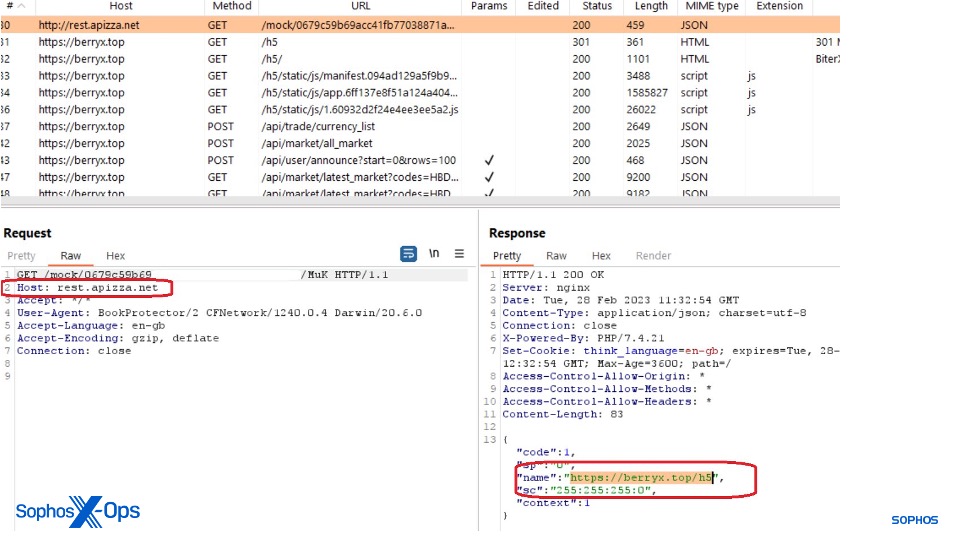 # Host Method URL Params Edited Status Length MIME type Extension
30 http://rest.apizza.net GET /mock/0679c59b69acc41fb77038871a... 200 459 JSON
31 https://berryx.top GET /h5 301 361 HTML 301 M
32 https://berryx.top GET /h5/ 200 1101 HTML BiterX
33 https://berryx.top GET /h5/static/js/manifest.094ad129a5f9b9... 200 3488 script js
34 https://berryx.top GET /h5/static/js/app.6ff137e8f51a124a404... 200 1585827 script js
36 https://berryx.top GET /h5/static/js/1.60932d2f24e4ee3ee5a2.js 200 26022 script js
37 https://berryx.top POST /api/trade/currency_list 200 2649 JSON
42 https://berryx.top POST /api/market/all_market 200 2025 JSON
43 https://berryx.top POST /api/user/announce?start=0&rows=100 ✓ 200 468 JSON
47 https://berryx.top GET /api/market/latest_market?codes=HBD... ✓ 200 9200 JSON
48 https://berryx.top GET /api/market/latest_market?codes=HBD... ✓ 200 9182 JSON
Request
Pretty Raw Hex \n
1 GET /mock/0679c59b69 /MuK HTTP/1.1
2 Host: rest.apizza.net
3 Accept: */*
4 User-Agent: BookProtector/2 CFNetwork/1240.0.4 Darwin/20.6.0
5 Accept-Language: en-gb
6 Accept-Encoding: gzip, deflate
7 Connection: close
8
9
Response
Pretty Raw Hex Render
1 HTTP/1.1 200 OK
2 Server: nginx
3 Date: Tue, 28 Feb 2023 11:32:54 GMT
4 Content-Type: application/json; charset=utf-8
5 Connection: close
6 X-Powered-By: PHP/7.4.21
7 Set-Cookie: think_language=en-gb; expires=Tue, 28-
12:32:54 GMT; Max-Age=3600; path=/
8 Access-Control-Allow-Origin: *
9 Access-Control-Allow-Methods: *
10 Access-Control-Allow-Headers: *
11 Content-Length: 83
12
13 {
"code":1,
"sp":"0",
"name":"https://berryx.top/h5",
"sc":"255:255:255:0",
"context":1
}
Sophos X-Ops
SOPHOS